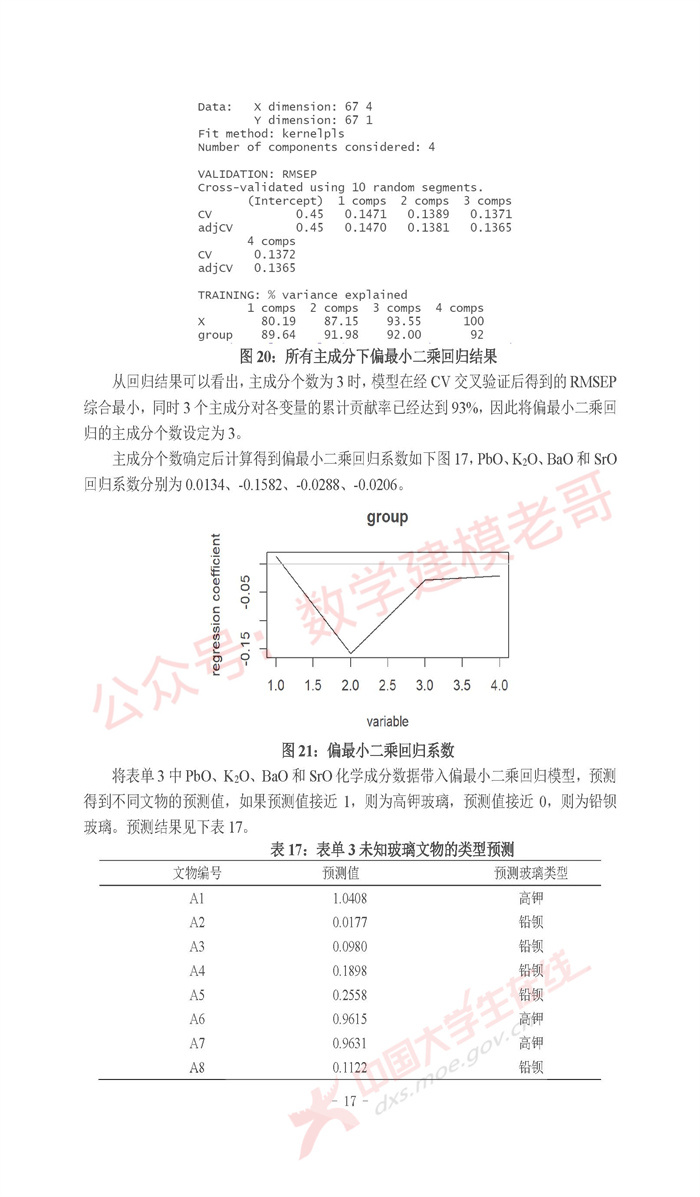 Data: X dimension: 67 4
Y dimension: 67 1
Fit method: kernelpls
Number of components considered: 4
VALIDATION: RMSEP
Cross-validated using 10 random segments.
(Intercept) 1 comps 2 comps 3 comps
CV 0.45 0.1471 0.1389 0.1371
adjCV 0.45 0.1470 0.1381 0.1365
4 comps
CV 0.1372
adjCV 0.1365
TRAINING: % variance explained
1 comps 2 comps 3 comps 4 comps
X 80.19 87.15 93.55 100
group 89.64 91.98 92.00 92
图 20：所有主成分下偏最小二乘回归结果
从回归结果可以看出，主成分个数为 3 时，模型在经 CV 交叉验证后得到的 RMSEP
综合最小，同时 3 个主成分对各变量的累计贡献率已经达到 93%，因此将偏最小二乘回
归的主成分个数设定为 3。
主成分个数确定后计算得到偏最小二乘回归系数如下图 17，PbO、K₂O、BaO 和 SrO
回归系数分别为 0.0134、-0.1582、-0.0288、-0.0206。
group
regression coefficient
-0.05
-0.15
1.0 1.5 2.0 2.5 3.0 3.5 4.0
variable
公众号：数学建模老哥
图 21：偏最小二乘回归系数
将表单 3 中 PbO、K₂O、BaO 和 SrO 化学成分数据带入偏最小二乘回归模型，预测
得到不同文物的预测值，如果预测值接近 1，则为高钾玻璃，预测值接近 0，则为铅钡
玻璃。预测结果见下表 17。
表 17：表单 3 未知玻璃文物的类型预测
文物编号 预测值 预测玻璃类型
A1 1.0408 高钾
A2 0.0177 铅钡
A3 0.0980 铅钡
A4 0.1898 铅钡
A5 0.2558 铅钡
A6 0.9615 高钾
A7 0.9631 高钾
A8 0.1122 铅钡
中国大学生在线
dxs.moe.gov.cn
- 17 -